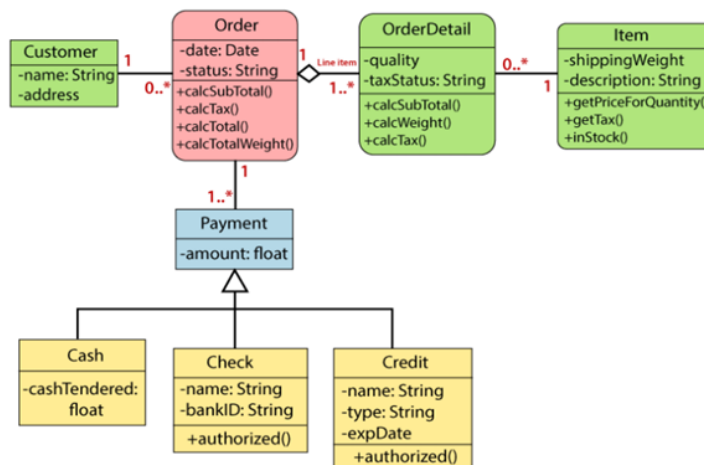 Customer
-name: String
-address
1
0..*
Order
-date: Date
-status: String
+calcSubTotal()
+calcTax()
+calcTotal()
+calcTotalWeight()
1
Line item
1..*
OrderDetail
-quality
-taxStatus: String
+calcSubTotal()
+calcWeight()
+calcTax()
0..*
1
Item
-shippingWeight
-description: String
+getPriceForQuantity()
+getTax()
+inStock()
1
1..*
Payment
-amount: float
Cash
-cashTendered:
float
Check
-name: String
-bankID: String
+authorized()
Credit
-name: String
-type: String
-expDate
+authorized()